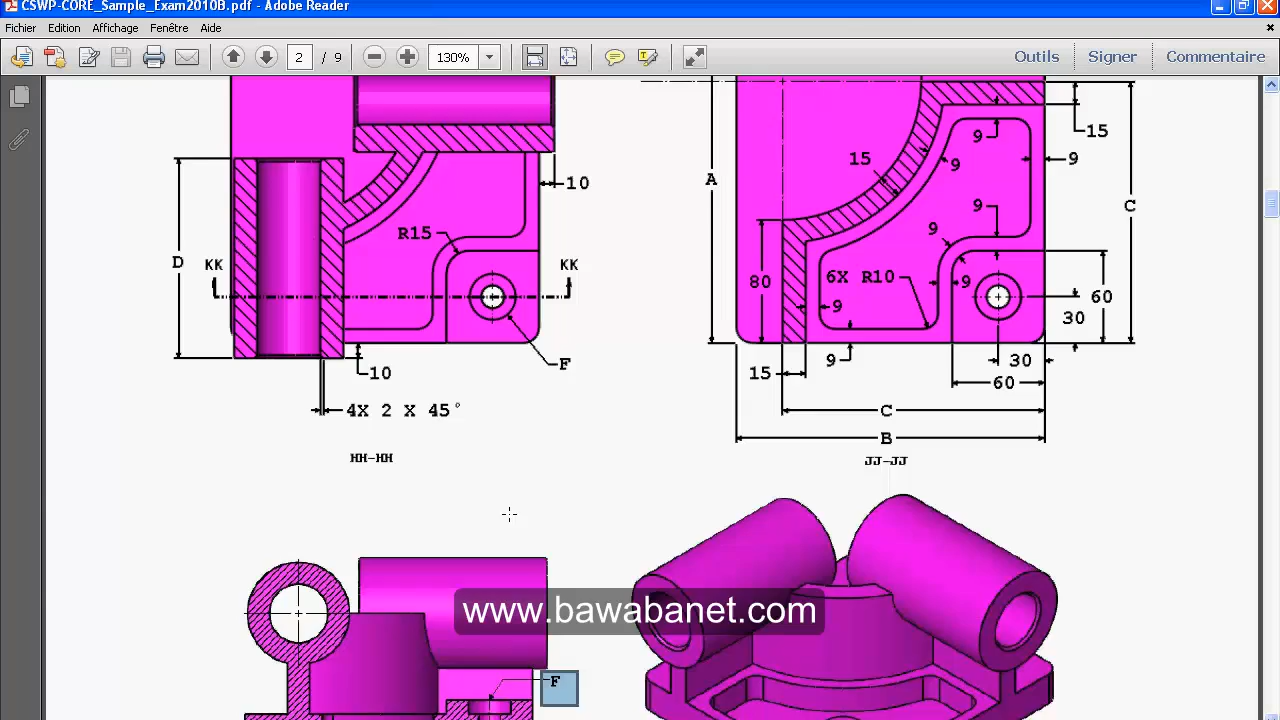 CSWP-CORE_Sample_Exam2010B.pdf - Adobe Reader
Fichier Edition Affichage Fenêtre Aide
2 / 9 130% Outils Signer Commentaire
10
D
KK
KK
R15
F
10
4X 2 X 45°
HH-HH
A
15
9
9
15
9
C
9
9
80
6X R10
9
9
60
30
15
9
30
60
C
B
JJ-JJ
www.bawabanet.com
F